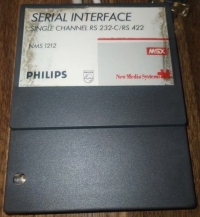 SERIAL INTERFACE
SINGLE CHANNEL RS 232-C/RS 422
NMS 1212
MSX
PHILIPS
New Media Systems